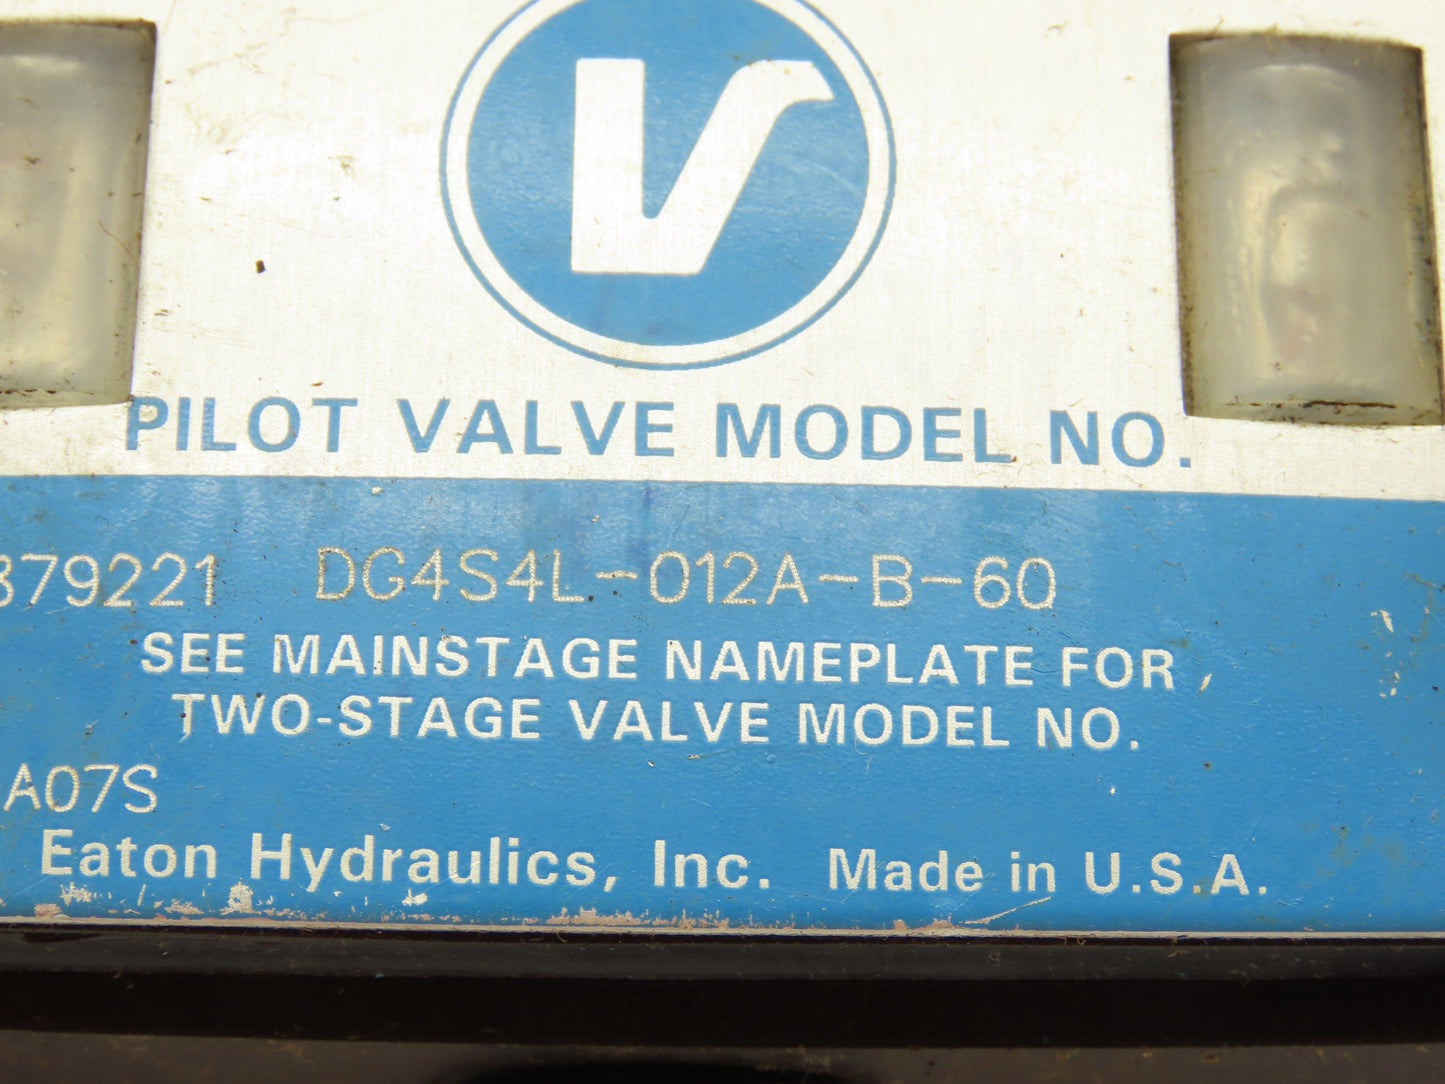 V
PILOT VALVE MODEL NO.
879221 DG4S4L-012A-B-60
SEE MAINSTAGE NAMEPLATE FOR
TWO-STAGE VALVE MODEL NO.
A07S
Eaton Hydraulics, Inc. Made in U.S.A.